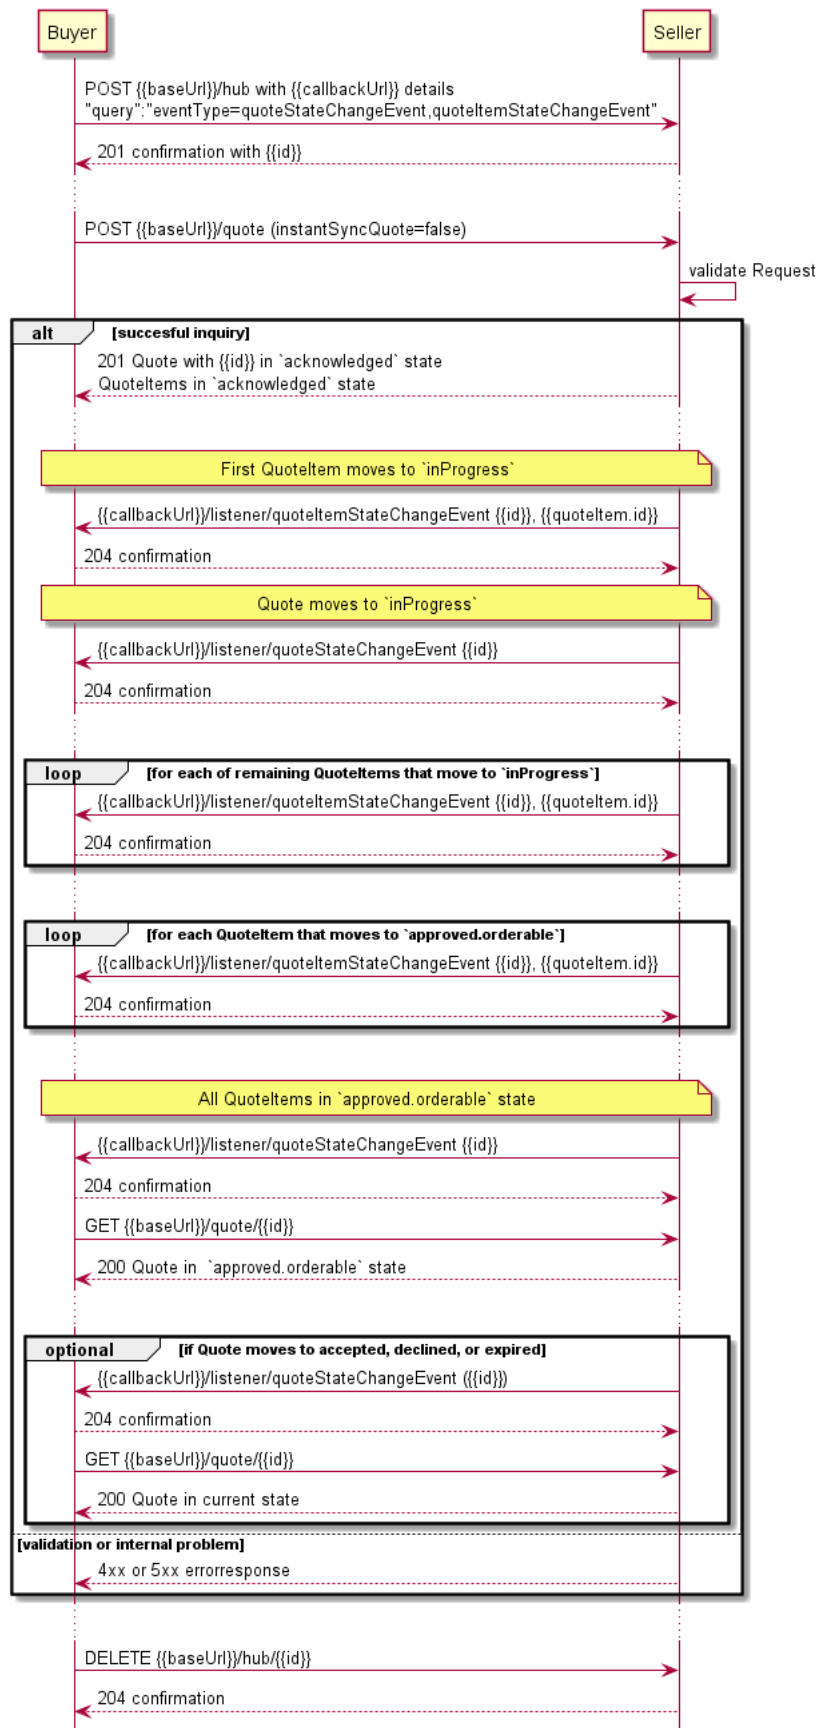 Buyer
Seller
POST {{baseUrl}}/hub with {{callbackUrl}} details
"query":"eventType=quoteStateChangeEvent,quoteItemStateChangeEvent"
201 confirmation with {{id}}
POST {{baseUrl}}/quote (instantSyncQuote=false)
validate Request
alt
[succesful inquiry]
201 Quote with {{id}} in `acknowledged` state
QuoteItems in `acknowledged` state
First QuoteItem moves to `inProgress`
{{callbackUrl}}/listener/quoteItemStateChangeEvent {{id}}, {{quoteItem.id}}
204 confirmation
Quote moves to `inProgress`
{{callbackUrl}}/listener/quoteStateChangeEvent {{id}}
204 confirmation
loop
[for each of remaining QuoteItems that move to `inProgress`]
{{callbackUrl}}/listener/quoteItemStateChangeEvent {{id}}, {{quoteItem.id}}
204 confirmation
loop
[for each QuoteItem that moves to `approved.orderable`]
{{callbackUrl}}/listener/quoteItemStateChangeEvent {{id}}, {{quoteItem.id}}
204 confirmation
All QuoteItems in `approved.orderable` state
{{callbackUrl}}/listener/quoteStateChangeEvent {{id}}
204 confirmation
GET {{baseUrl}}/quote/{{id}}
200 Quote in  `approved.orderable` state
optional
[if Quote moves to accepted, declined, or expired]
{{callbackUrl}}/listener/quoteStateChangeEvent ({{id}})
204 confirmation
GET {{baseUrl}}/quote/{{id}}
200 Quote in current state
[validation or internal problem]
4xx or 5xx errorresponse
DELETE {{baseUrl}}/hub/{{id}}
204 confirmation